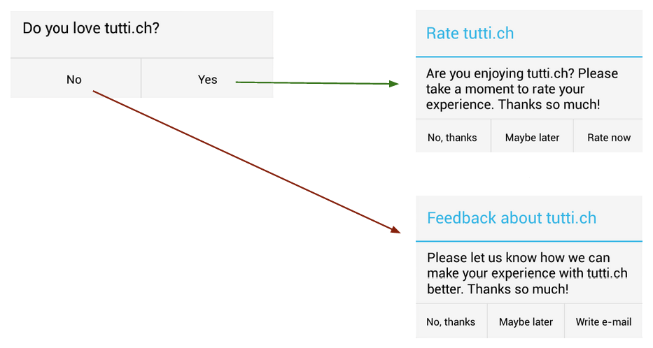 Do you love tutti.ch?
No
Yes
Rate tutti.ch
Are you enjoying tutti.ch? Please
take a moment to rate your
experience. Thanks so much!
No, thanks
Maybe later
Rate now
Feedback about tutti.ch
Please let us know how we can
make your experience with tutti.ch
better. Thanks so much!
No, thanks
Maybe later
Write e-mail